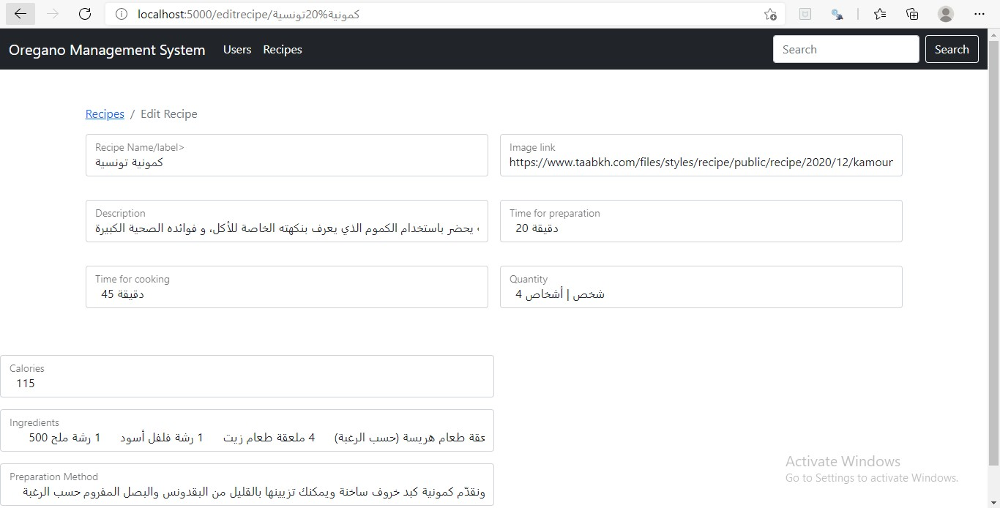 localhost:5000/editrecipe/كمونية%20تونسية
Oregano Management System Users Recipes Search Search
Recipes / Edit Recipe
Recipe Name/label>
كمونية تونسية
Image link
https://www.taabkh.com/files/styles/recipe/public/recipe/2020/12/kamour
Description
يحضر باستخدام الكموم الذي يعرف بنكهته الخاصة للأكل، و فوائده الصحية الكبيرة
Time for preparation
20 دقيقة
Time for cooking
45 دقيقة
Quantity
4 شخص | أشخاص
Calories
115
Ingredients
500 1 رشة ملح 1 رشة فلفل أسود 4 ملعقة طعام زيت طعام هريسة (حسب الرغبة)
Preparation Method
ونقدّم كمونية كبد خروف ساخنة ويمكنك تزيينها بالقليل من البقدونس والبصل المفروم حسب الرغبة
Activate Windows
Go to Settings to activate Windows.